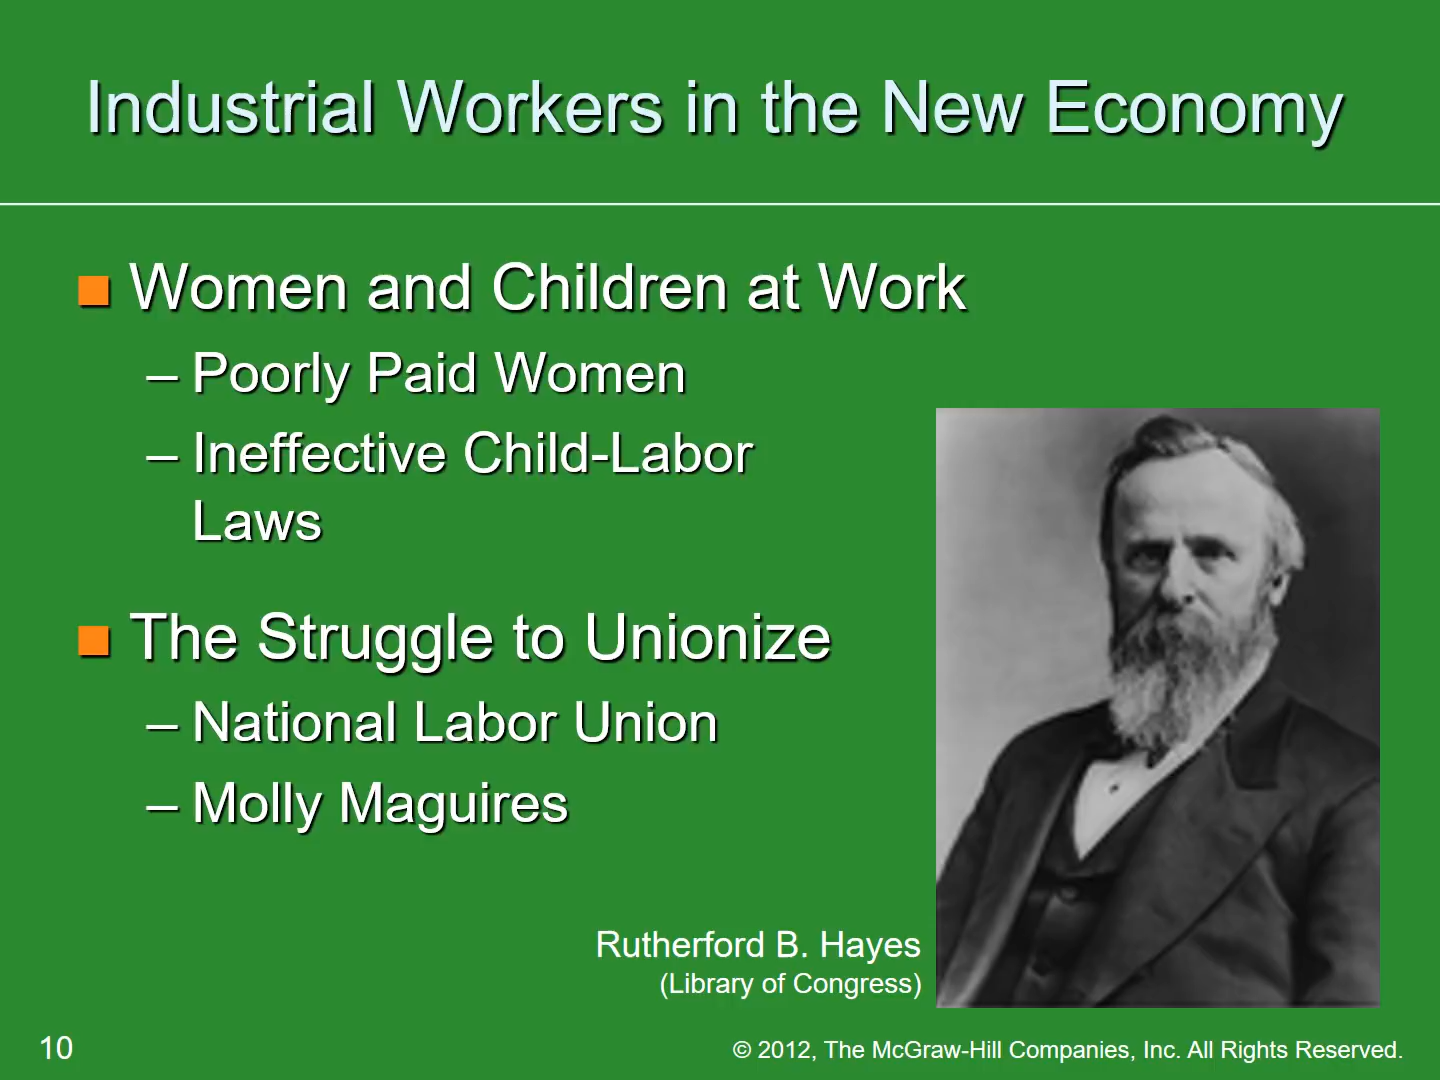 Industrial Workers in the New Economy
Women and Children at Work
– Poorly Paid Women
– Ineffective Child-Labor
Laws
The Struggle to Unionize
– National Labor Union
– Molly Maguires
Rutherford B. Hayes
(Library of Congress)
10
© 2012, The McGraw-Hill Companies, Inc. All Rights Reserved.